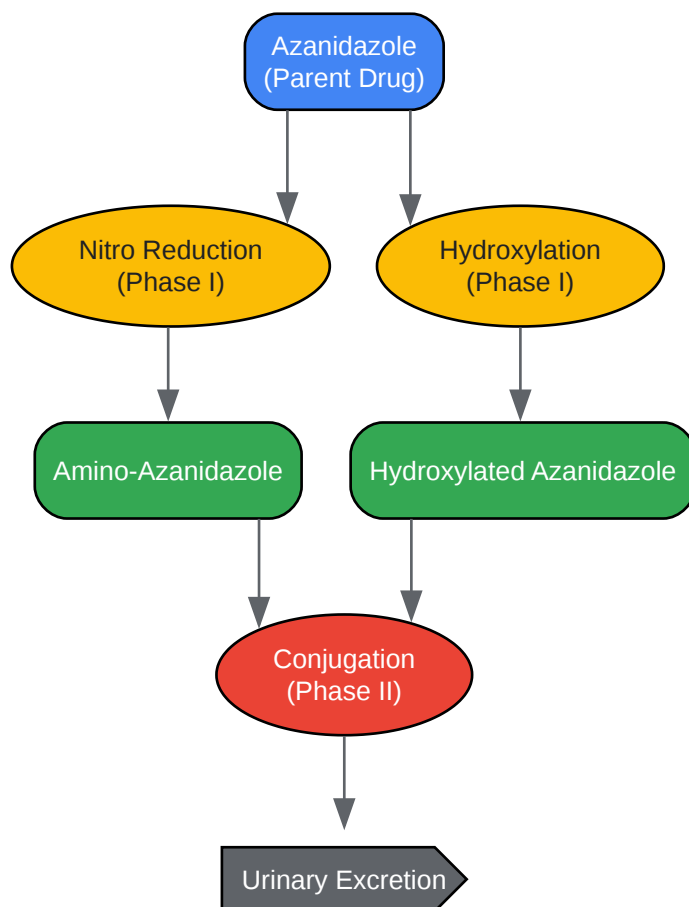 Azanidazole
(Parent Drug)
Nitro Reduction
(Phase I)
Hydroxylation
(Phase I)
Amino-Azanidazole
Hydroxylated Azanidazole
Conjugation
(Phase II)
Urinary Excretion